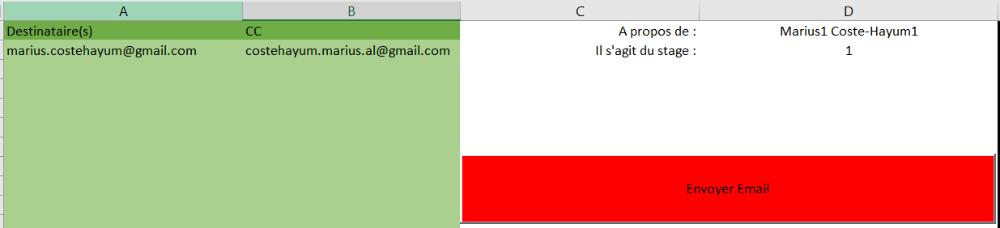 A B C D
Destinataire(s) CC A propos de : Marius1 Coste-Hayum1
marius.costehayum@gmail.com costehayum.marius.al@gmail.com Il s'agit du stage : 1
Envoyer Email